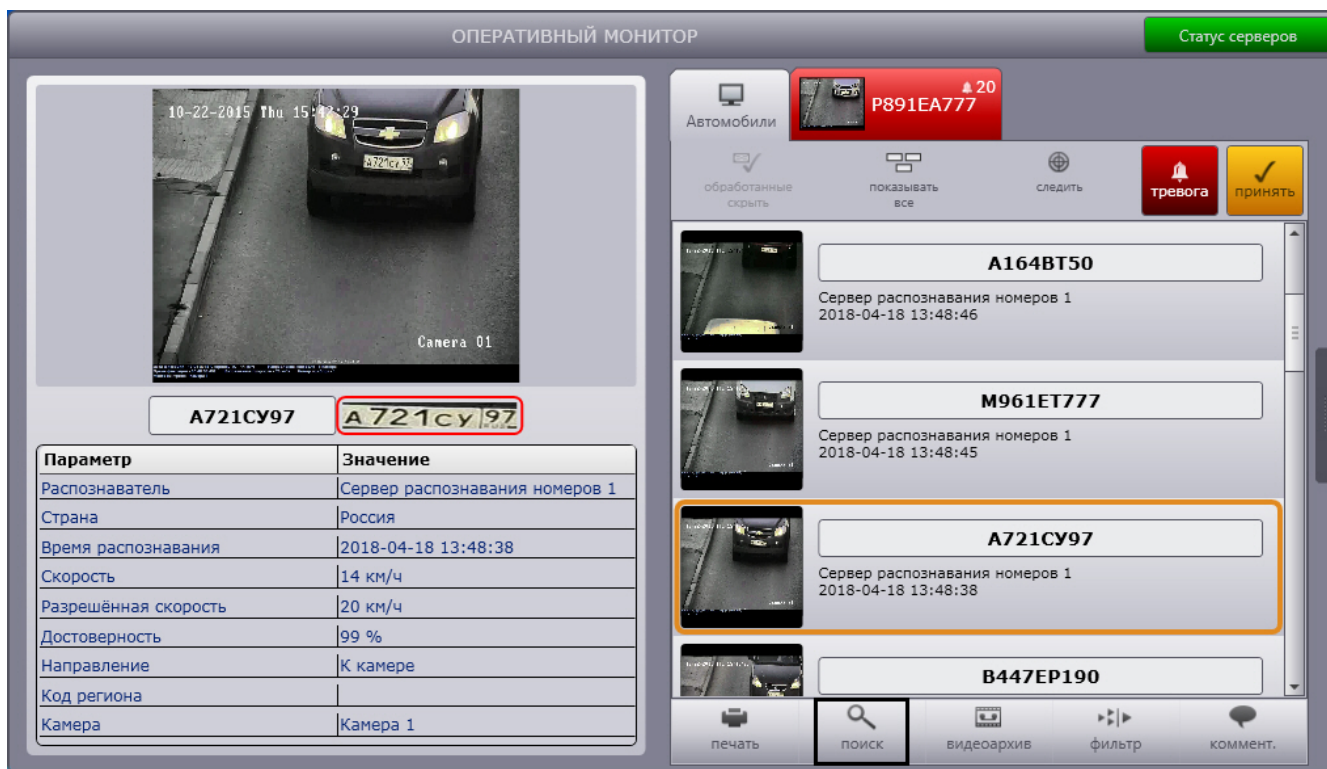 ОПЕРАТИВНЫЙ МОНИТОР
Статус серверов
10-22-2015 Thu 15:42:29
А721су97
Camera 01
А721СУ97
А721су 97
Параметр Значение
Распознаватель Сервер распознавания номеров 1
Страна Россия
Время распознавания 2018-04-18 13:48:38
Скорость 14 км/ч
Разрешённая скорость 20 км/ч
Достоверность 99 %
Направление К камере
Код региона
Камера Камера 1
Автомобили
20
Р891ЕА777
обработанные
скрыть
показывать
все
следить
тревога
принять
А164ВТ50
Сервер распознавания номеров 1
2018-04-18 13:48:46
М961ЕТ777
Сервер распознавания номеров 1
2018-04-18 13:48:45
А721СУ97
Сервер распознавания номеров 1
2018-04-18 13:48:38
В447ЕР190
печать
поиск
видеоархив
фильтр
коммент.